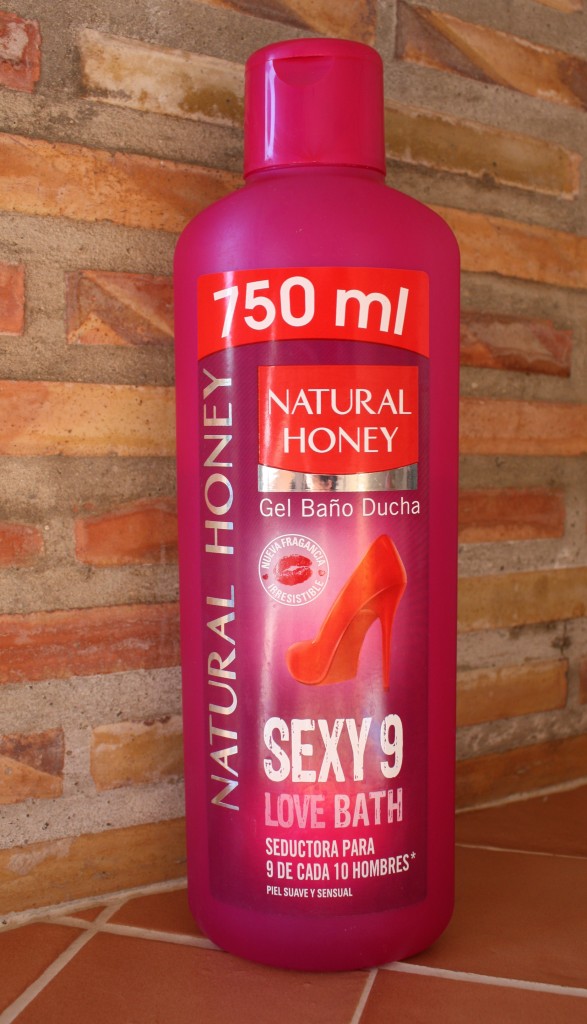 750 ml
NATURAL HONEY
NATURAL
HONEY
Gel Baño Ducha
NUEVA FRAGANCIA
IRRESISTIBLE
SEXY 9
LOVE BATH
SEDUCTORA PARA
9 DE CADA 10 HOMBRES*
PIEL SUAVE Y SENSUAL